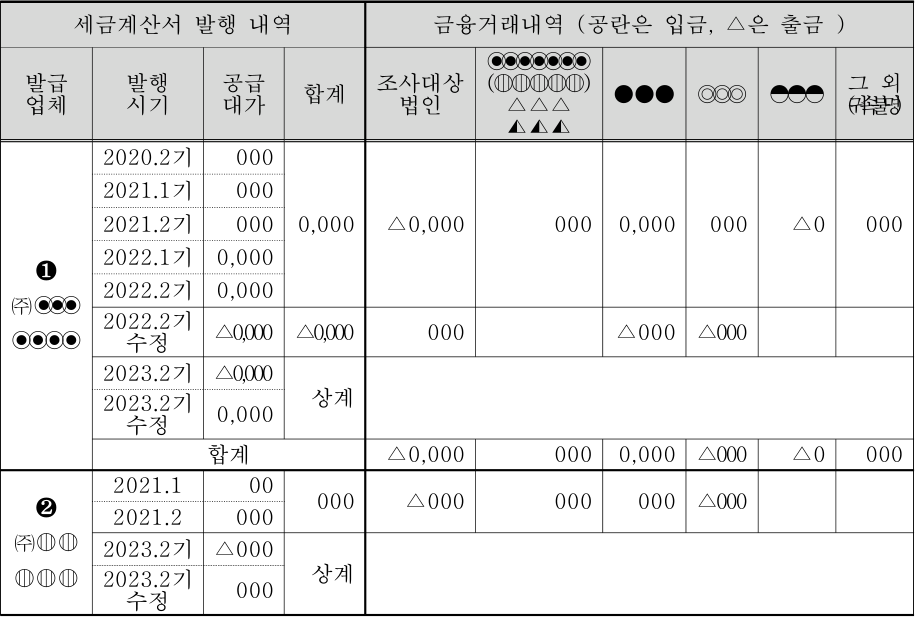 세금계산서 발행 내역
금융거래내역 (공란은 입금, △은 출금 )
발급
업체
발행
시기
공급
대가
합계
조사대상
법인
◉◉◉◉◉◉◉
(◍◍◍◍◍)
△△△
◭◭◭
●●●
◎◎◎
◓◓◓
그 외
❶
㈜◉◉◉
◉◉◉◉
2020.2기 000
2021.1기 000
2021.2기 000
2022.1기 0,000
2022.2기 0,000
0,000 △0,000 000 0,000 000 △0 000
2022.2기
수정
△0,000 △0,000 000 △000 △000
2023.2기 △0,000
2023.2기
수정
0,000
상계
합계 △0,000 000 0,000 △000 △0 000
❷
㈜◍◍
◍◍◍
2021.1 00
2021.2 000
000 △000 000 000 △000
2023.2기 △000
2023.2기
수정
000
상계